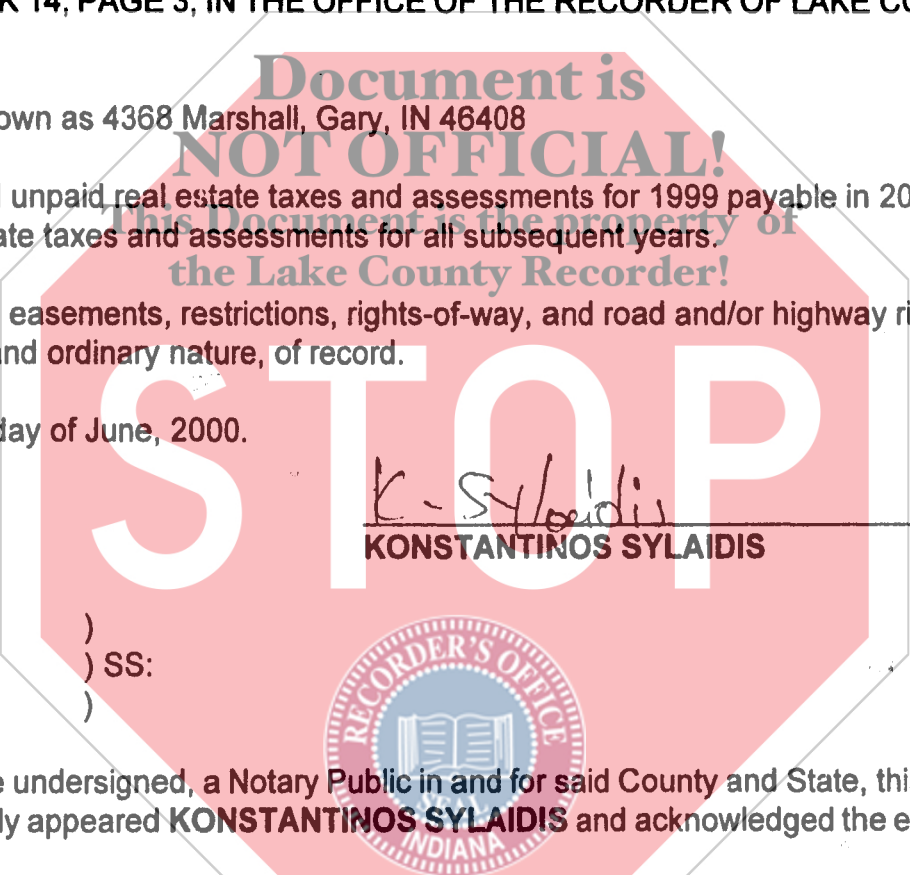 K 14, PAGE 3, IN THE OFFICE OF THE RECORDER OF LAKE CO
Document is
own as 4368 Marshall, Gary, IN 46408
NOT OFFICIAL!
unpaid real estate taxes and assessments for 1999 payable in 20
This Document is the property of
ate taxes and assessments for all subsequent years.
the Lake County Recorder!
easements, restrictions, rights-of-way, and road and/or highway ri
and ordinary nature, of record.
STOP
day of June, 2000.
K - Sylaidis
KONSTANTINOS SYLAIDIS
)
) SS:
)
RECORDER'S OFFICE
SEAL
INDIANA
e undersigned, a Notary Public in and for said County and State, thi
ly appeared KONSTANTINOS SYLAIDIS and acknowledged the e